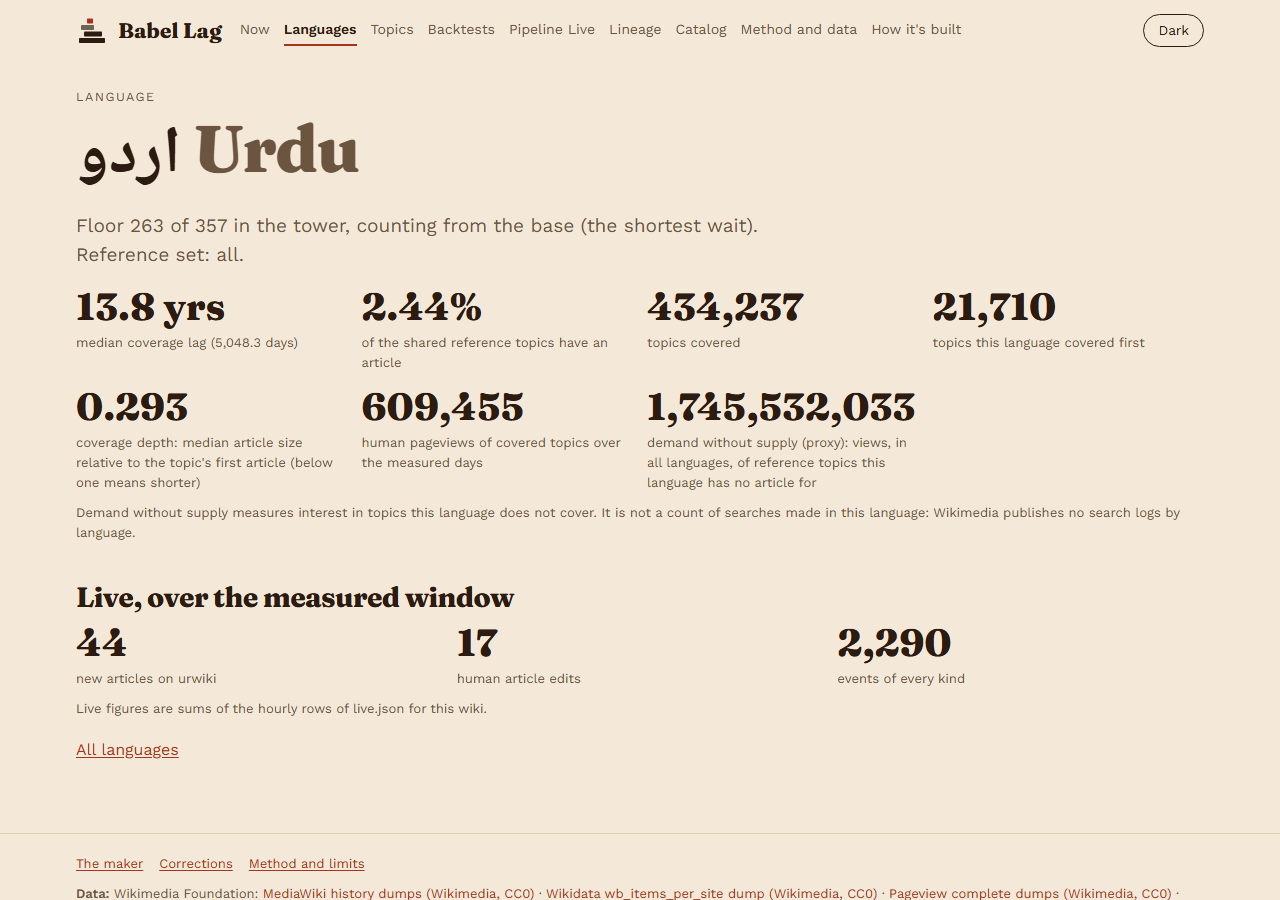 Babel Lag
Now Languages Topics Backtests Pipeline Live Lineage Catalog Method and data How it's built
Dark
LANGUAGE
اردو Urdu
Floor 263 of 357 in the tower, counting from the base (the shortest wait).
Reference set: all.
13.8 yrs
median coverage lag (5,048.3 days)
2.44%
of the shared reference topics have an
article
434,237
topics covered
21,710
topics this language covered first
0.293
coverage depth: median article size
relative to the topic's first article (below
one means shorter)
609,455
human pageviews of covered topics over
the measured days
1,745,532,033
demand without supply (proxy): views, in
all languages, of reference topics this
language has no article for
Demand without supply measures interest in topics this language does not cover. It is not a count of searches made in this language: Wikimedia publishes no search logs by
language.
Live, over the measured window
44
new articles on urwiki
17
human article edits
2,290
events of every kind
Live figures are sums of the hourly rows of live.json for this wiki.
All languages
The maker Corrections Method and limits
Data: Wikimedia Foundation: MediaWiki history dumps (Wikimedia, CC0) · Wikidata wb_items_per_site dump (Wikimedia, CC0) · Pageview complete dumps (Wikimedia, CC0) ·